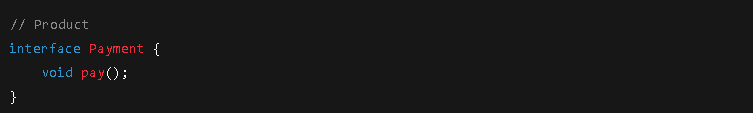 // Product
interface Payment {
    void pay();
}